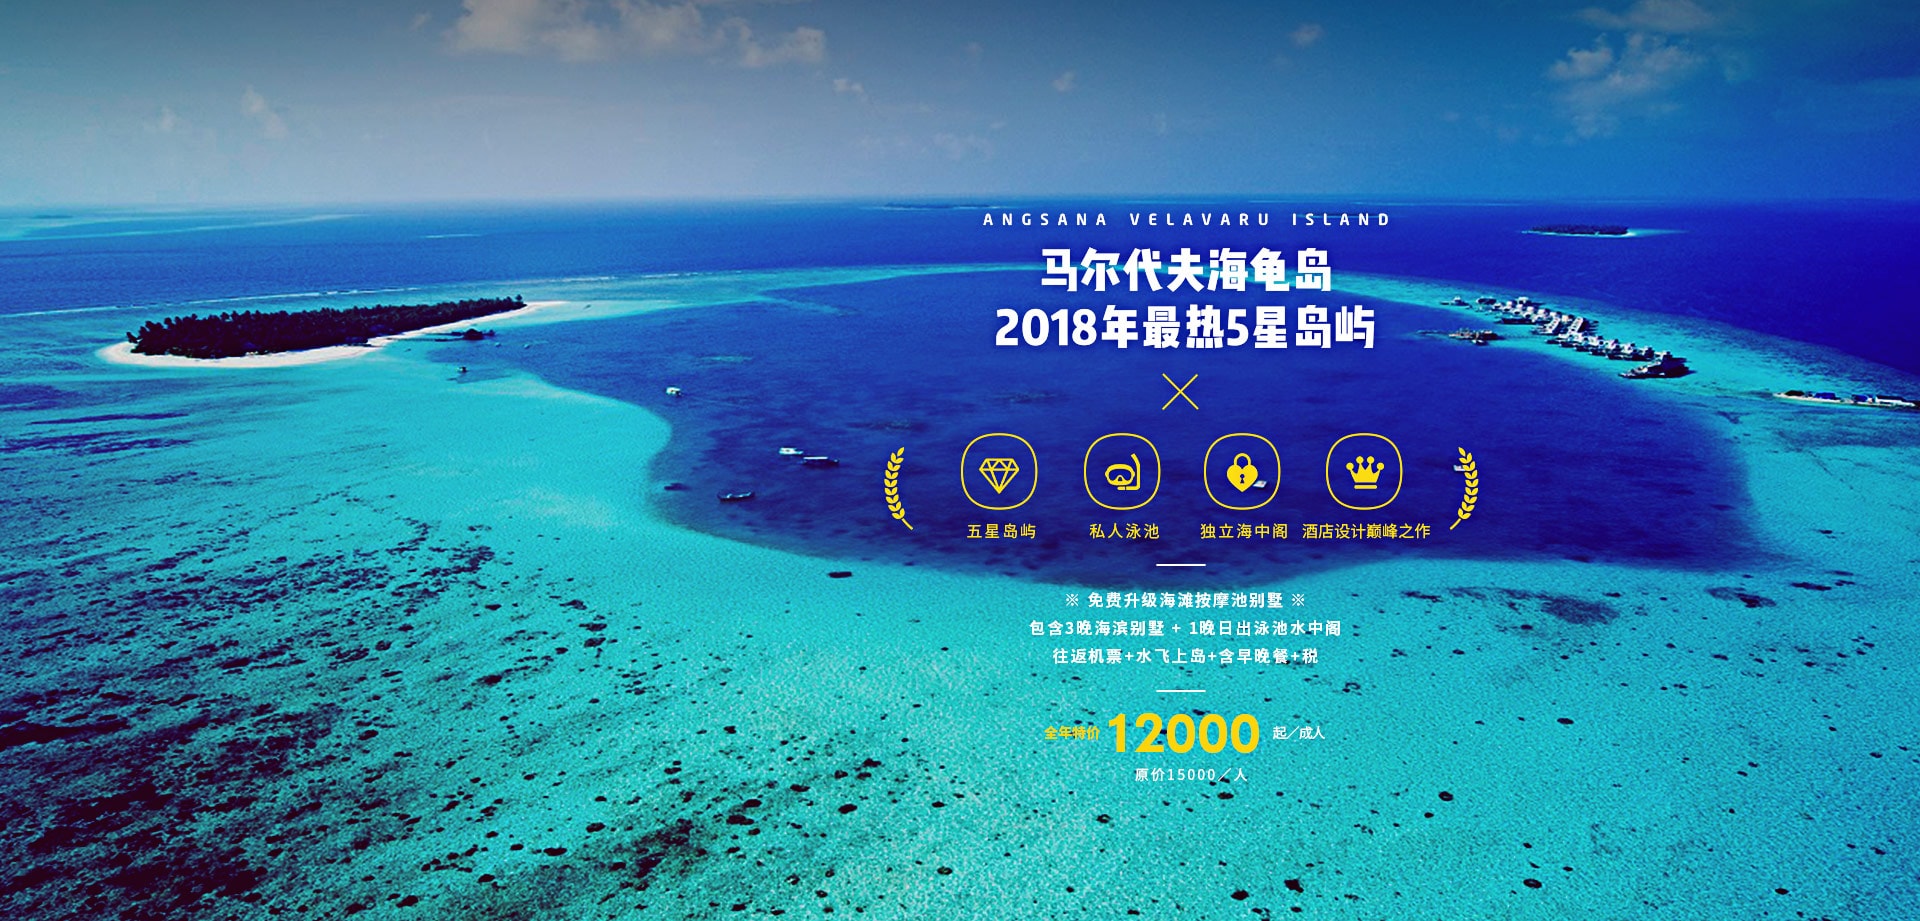 ANGSANA VELAVARU ISLAND
马尔代夫海龟岛
2018年最热5星岛屿
五星岛屿 私人泳池 独立海中阁 酒店设计巅峰之作
※ 免费升级海滩按摩池别墅 ※
包含3晚海滨别墅 + 1晚日出泳池水中阁
往返机票+水飞上岛+含早晚餐+税
全年特价 12000 起／成人
原价15000／人